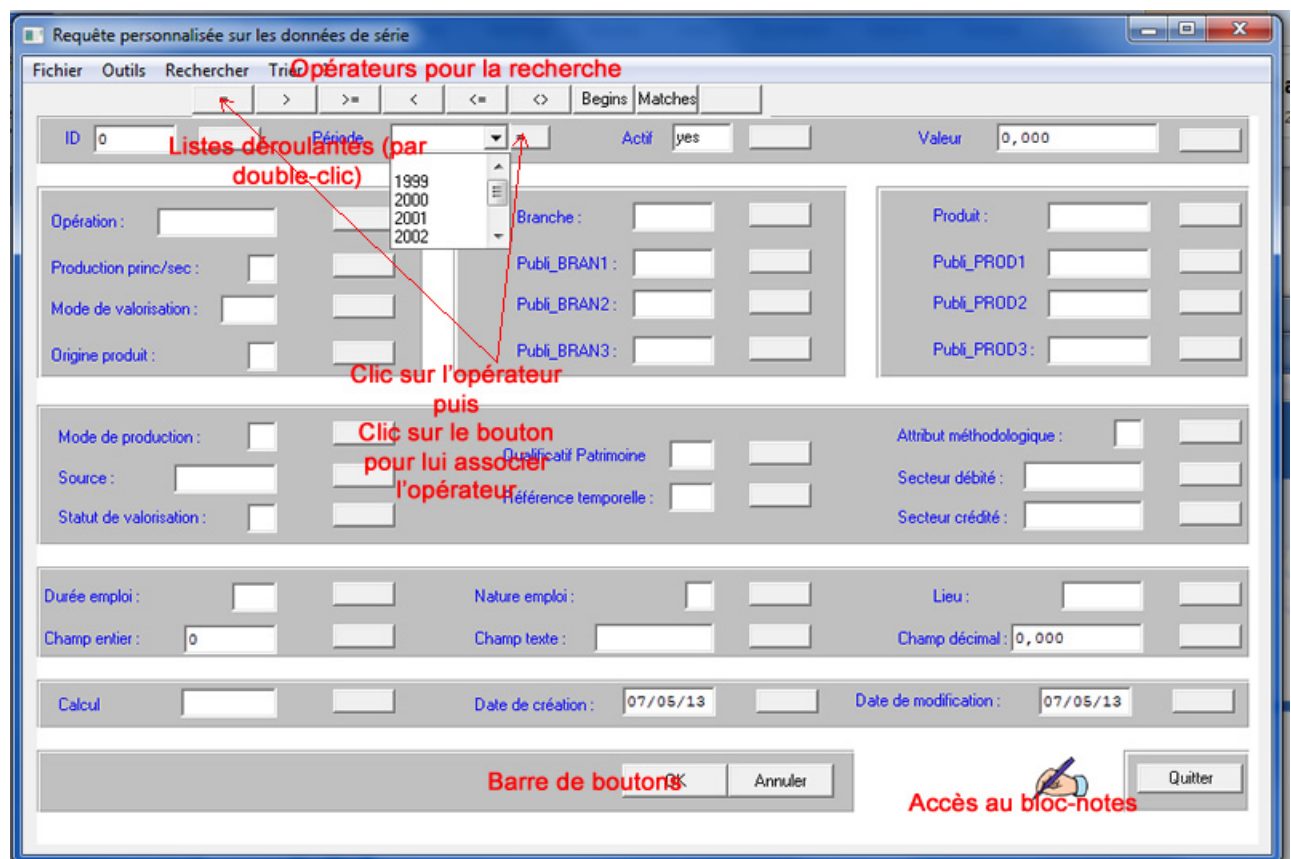 Requête personnalisée sur les données de série
Fichier Outils Rechercher Trier
Opérateurs pour la recherche
= > >= < <= <> Begins Matches
ID 0 Période = Actif yes Valeur 0,000
Listes déroulantes (par
double-clic)
1999
2000
2001
2002
Opération : Branche : Produit :
Production princ/sec : Publi_BRAN1 : Publi_PROD1
Mode de valorisation : Publi_BRAN2 : Publi_PROD2
Origine produit : Publi_BRAN3 : Publi_PROD3 :
Clic sur l'opérateur
puis
Clic sur le bouton
pour lui associer
l'opérateur
Mode de production : Qualificatif Patrimoine Attribut méthodologique :
Source : Référence temporelle : Secteur débité :
Statut de valorisation : Secteur crédité :
Durée emploi : Nature emploi : Lieu :
Champ entier : 0 Champ texte : Champ décimal : 0,000
Calcul Date de création : 07/05/13 Date de modification : 07/05/13
Barre de boutons
OK Annuler Quitter
Accès au bloc-notes